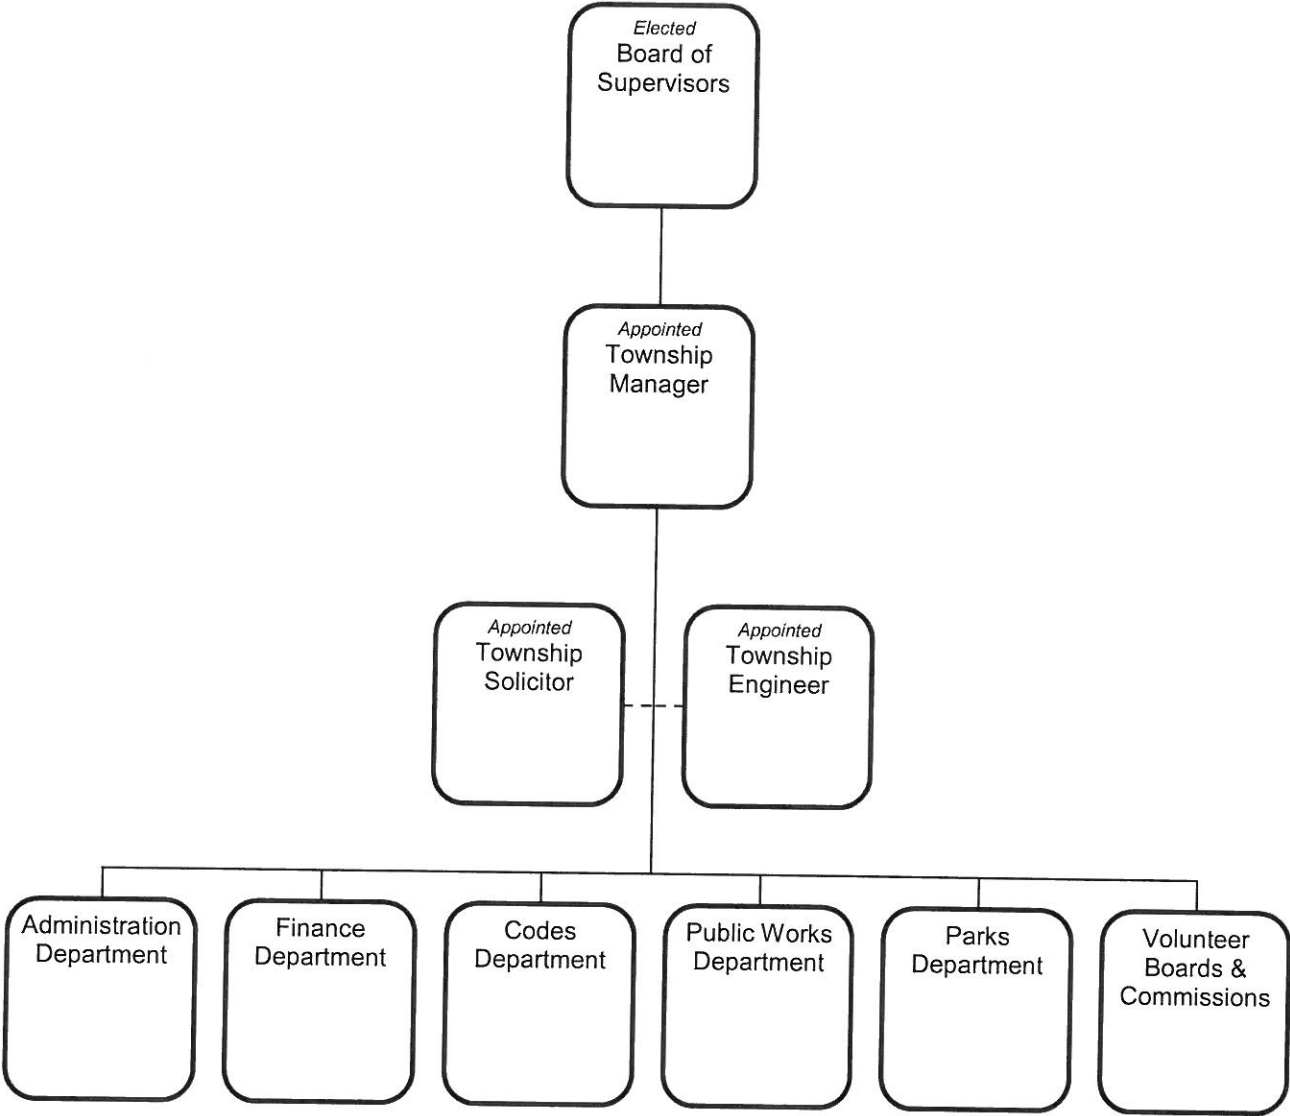 Elected
Board of
Supervisors
Appointed
Township
Manager
Appointed
Township
Solicitor
Appointed
Township
Engineer
Administration
Department
Finance
Department
Codes
Department
Public Works
Department
Parks
Department
Volunteer
Boards &
Commissions